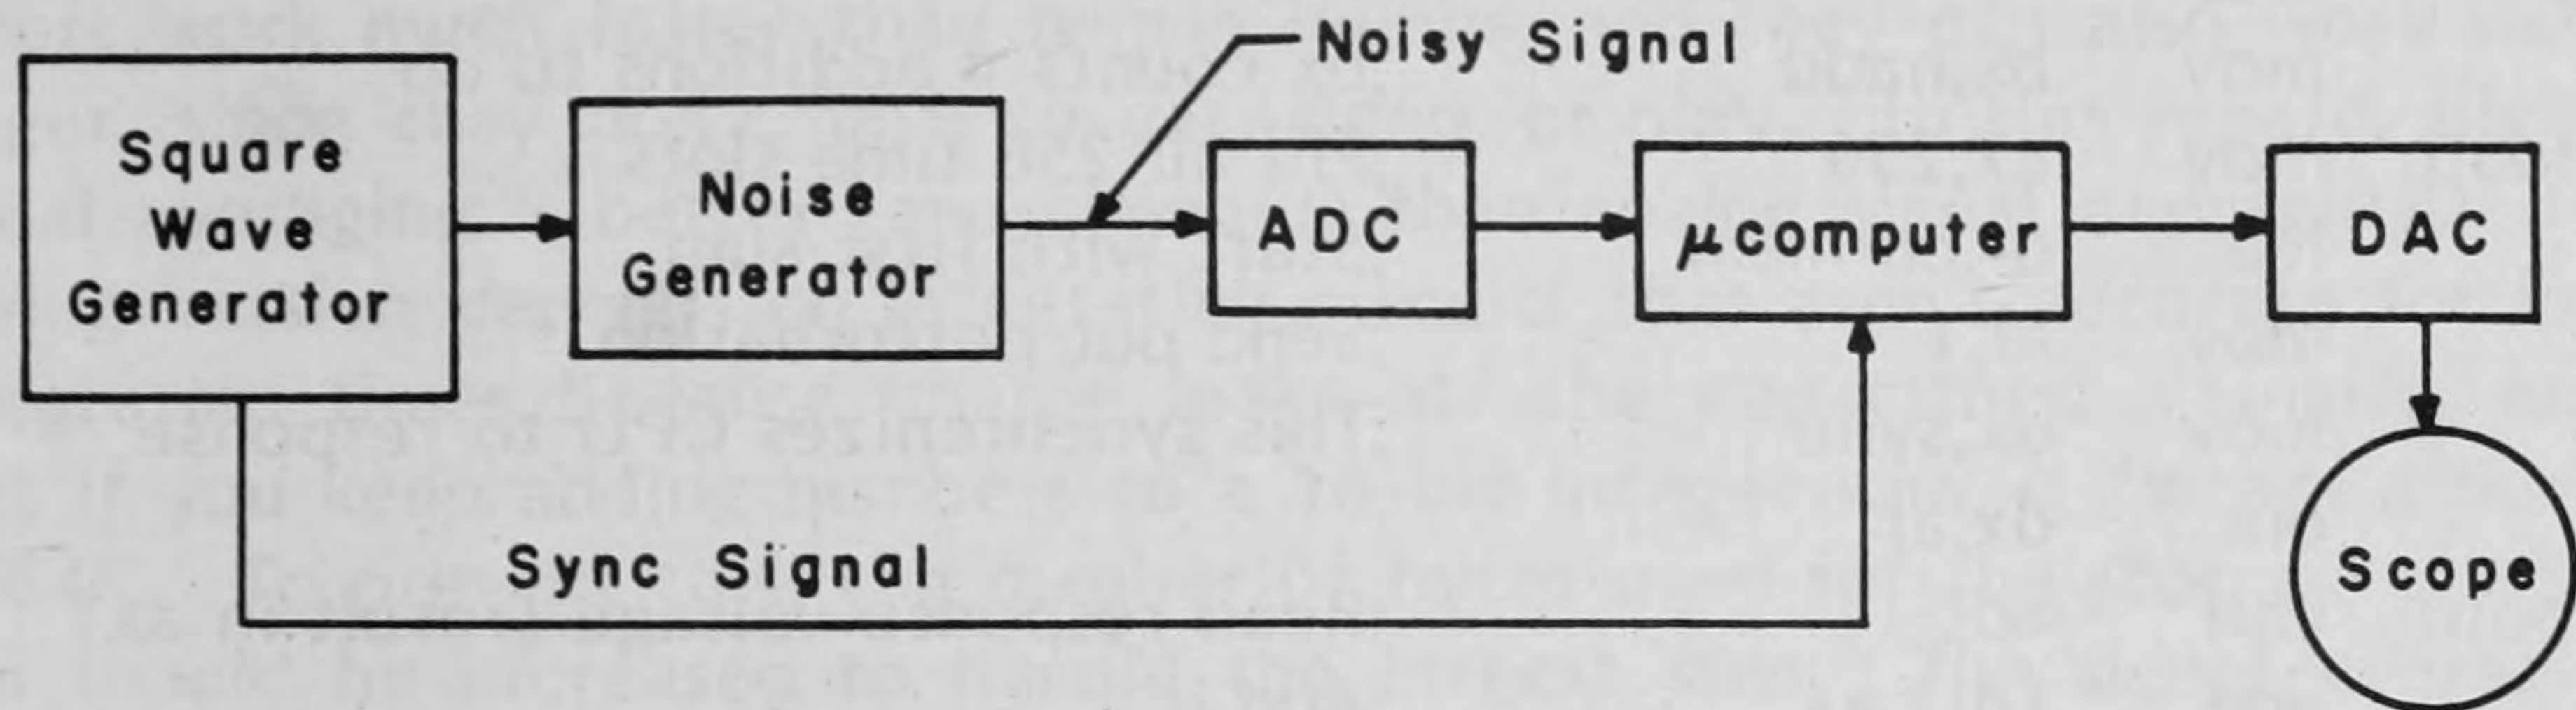 Noisy Signal
Square
Wave
Generator
Noise
Generator
ADC
μcomputer
DAC
Sync Signal
Scope